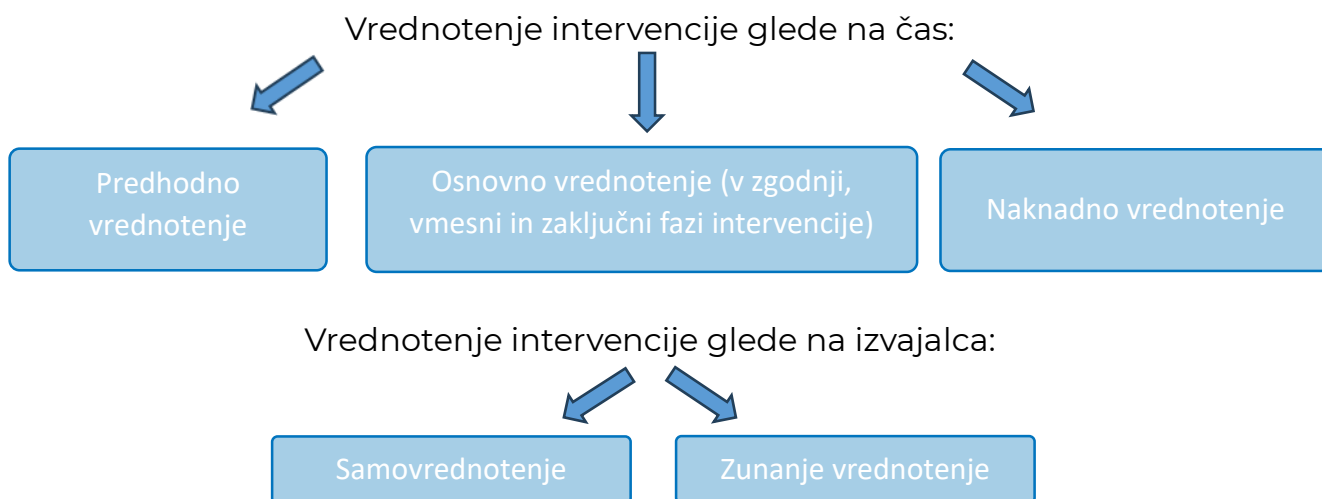 Vrednotenje intervencije glede na čas:
Predhodno
vrednotenje
Osnovno vrednotenje (v zgodnji,
vmesni in zaključni fazi intervencije)
Naknadno vrednotenje
Vrednotenje intervencije glede na izvajalca:
Samovrednotenje
Zunanje vrednotenje